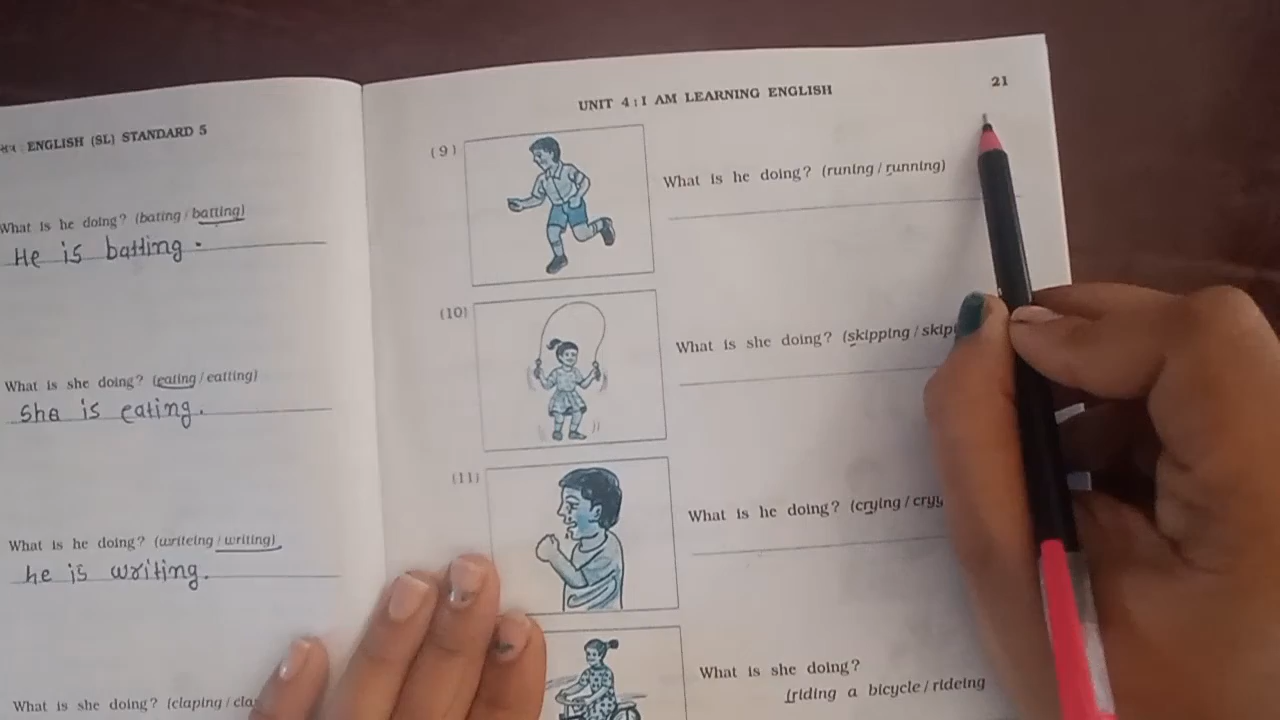 ENGLISH (SL) STANDARD 5
What is he doing? (bating / batting)
He is batting.
What is she doing? (eating / eatting)
She is eating.
What is he doing? (writeing / writing)
he is writing.
What is she doing? (claping /
UNIT 4 : I AM LEARNING ENGLISH
21
(9)
What is he doing? (runing / running)
(10)
What is she doing? (skipping /
(11)
What is he doing? (crying /
What is she doing?
(riding a bicycle / rideing